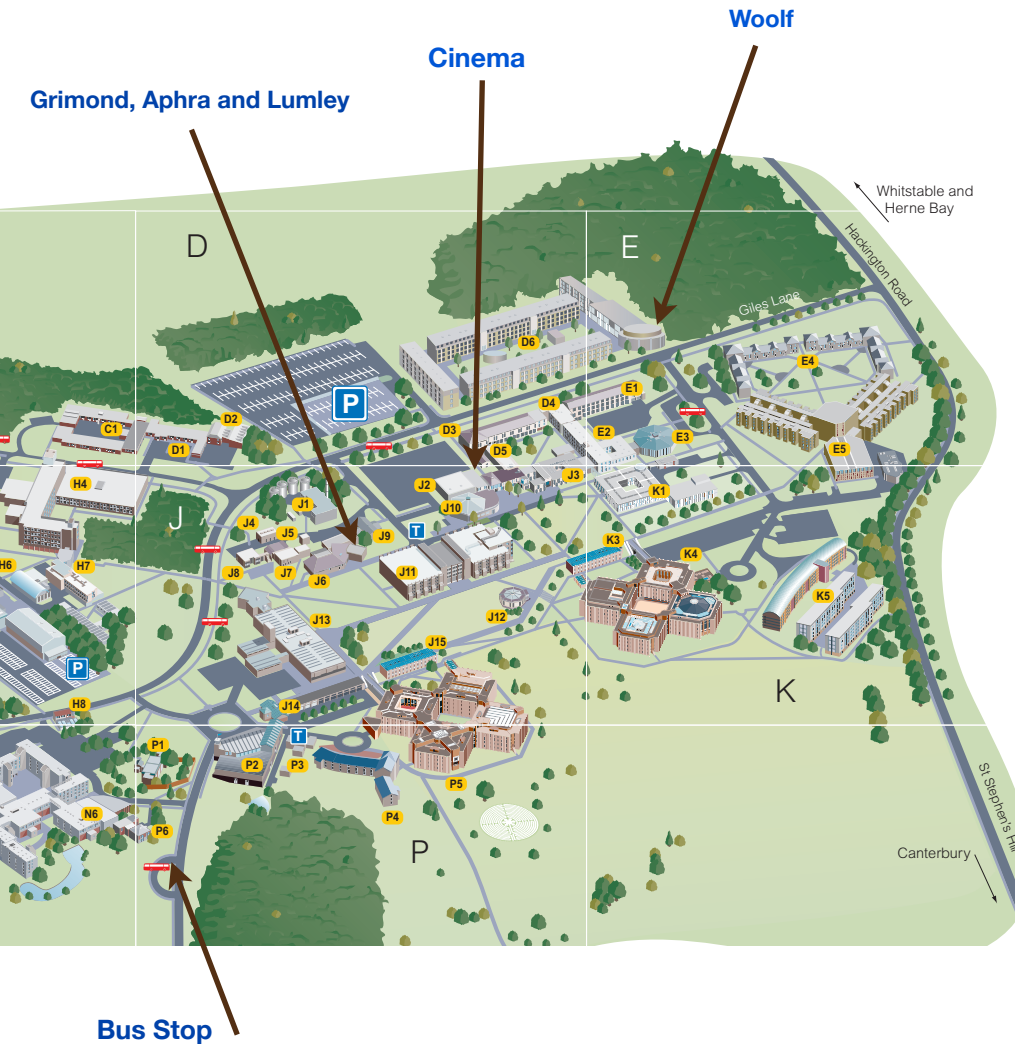 Woolf
Cinema
Grimond, Aphra and Lumley
Whitstable and
Herne Bay
Hackington Road
D
E
Giles Lane
D6
E4
P
E1
D4
C1
D2
D1
D3
E2
E3
D5
E5
H4
J
J2
J3
K1
J1
J10
J4
J5
J9
T
K3
K4
H6
H7
J8
J7
J6
J11
K5
J12
J13
J15
P
K
H8
J14
T
P1
P2
P3
P5
P4
N6
P6
P
St Stephen's Hill
Canterbury
Bus Stop